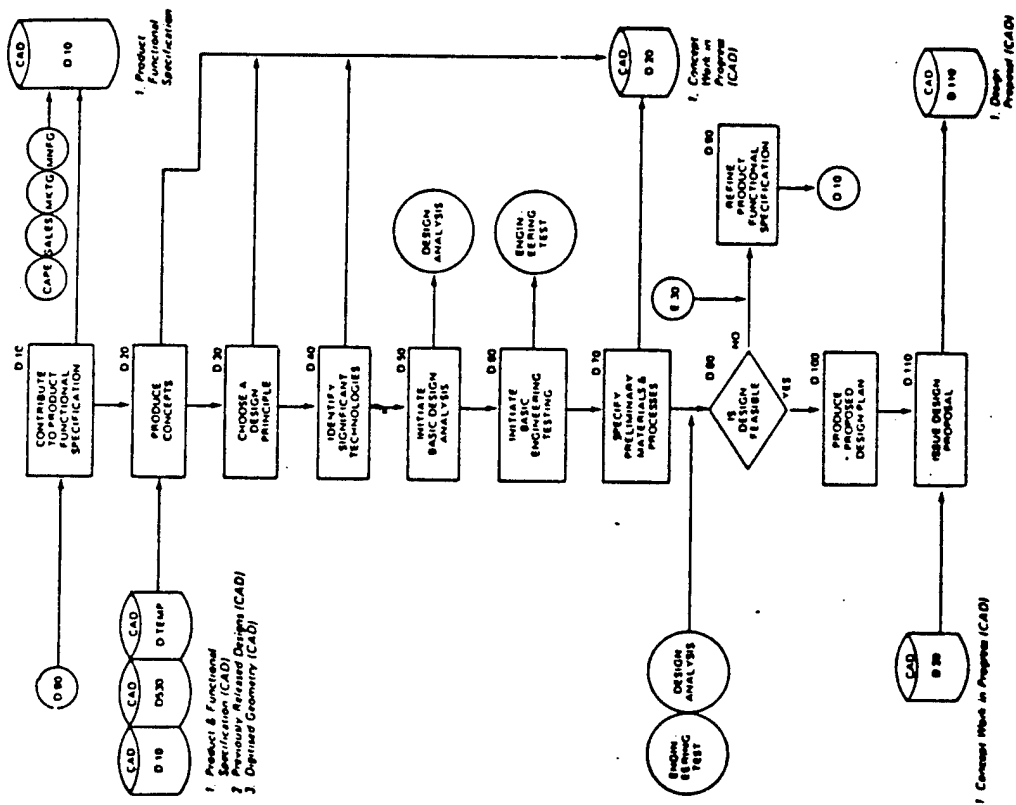 CAD
D 10
1. Product
Functional
Specification
CAPE
SALES
MKTG
MNFG
D 90
D 10
CONTRIBUTE
TO PRODUCT
FUNCTIONAL
SPECIFICATION
CAD
D 10
CAD
DS30
CAD
D TEMP
1. Product & Functional
Specification (CAD)
2 Previously Released Designs (CAD)
3. Digitised Geometry (CAD)
D 20
PRODUCE
CONCEPTS
D 30
CHOOSE A
DESIGN
PRINCIPLE
D 40
IDENTIFY
SIGNIFICANT
TECHNOLOGIES
D 50
INITIATE
BASIC DESIGN
ANALYSIS
DESIGN
ANALYSIS
D 60
INITIATE
BASIC
ENGINEERING
TESTING
ENGIN-
EERING
TEST
D 70
SPECIFY
PRELIMINARY
MATERIALS &
PROCESSES
CAD
D 20
1. Concept
Work in
Progress
(CAD)
ENGIN-
EERING
TEST
DESIGN
ANALYSIS
D 80
IS
DESIGN
FEASIBLE
NO
YES
E 30
D 90
REFINE
PRODUCT
FUNCTIONAL
SPECIFICATION
D 10
D 100
PRODUCE
PROPOSED
DESIGN PLAN
CAD
D 20
1 Concept Work in Progress (CAD)
D 110
ISSUE DESIGN
PROPOSAL
CAD
D 110
1. Design
Proposal (CAD)